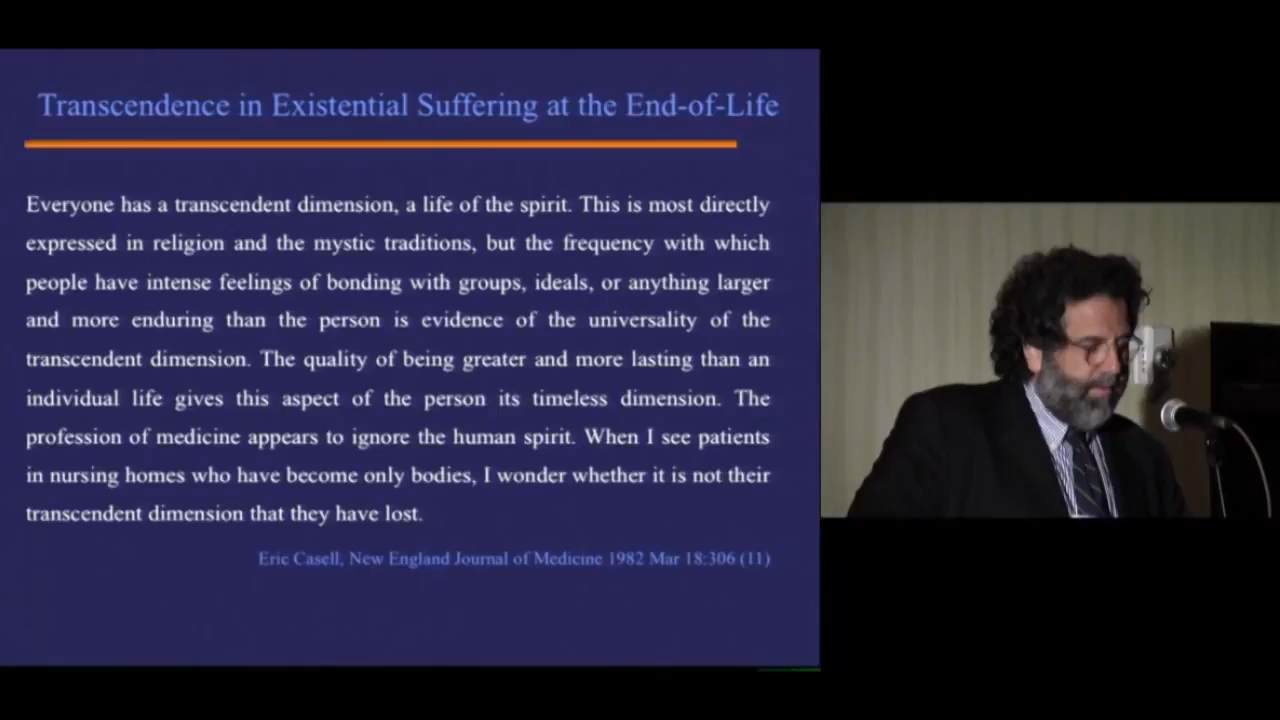 Transcendence in Existential Suffering at the End-of-Life
Everyone has a transcendent dimension, a life of the spirit. This is most directly
expressed in religion and the mystic traditions, but the frequency with which
people have intense feelings of bonding with groups, ideals, or anything larger
and more enduring than the person is evidence of the universality of the
transcendent dimension. The quality of being greater and more lasting than an
individual life gives this aspect of the person its timeless dimension. The
profession of medicine appears to ignore the human spirit. When I see patients
in nursing homes who have become only bodies, I wonder whether it is not their
transcendent dimension that they have lost.
Eric Casell, New England Journal of Medicine 1982 Mar 18:306 (11)